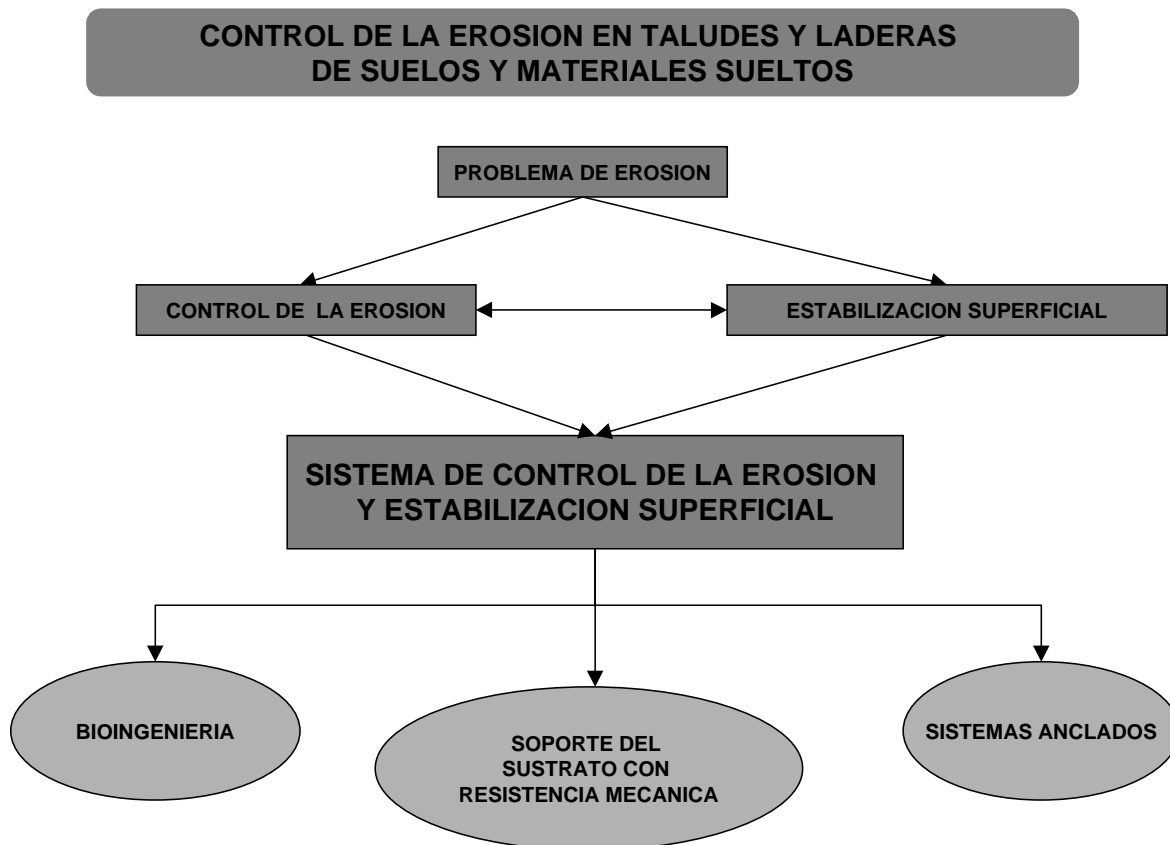 CONTROL DE LA EROSION EN TALUDES Y LADERAS
DE SUELOS Y MATERIALES SUELTOS
PROBLEMA DE EROSION
CONTROL DE LA EROSION
ESTABILIZACION SUPERFICIAL
SISTEMA DE CONTROL DE LA EROSION
Y ESTABILIZACION SUPERFICIAL
BIOINGENIERIA
SOPORTE DEL
SUSTRATO CON
RESISTENCIA MECANICA
SISTEMAS ANCLADOS